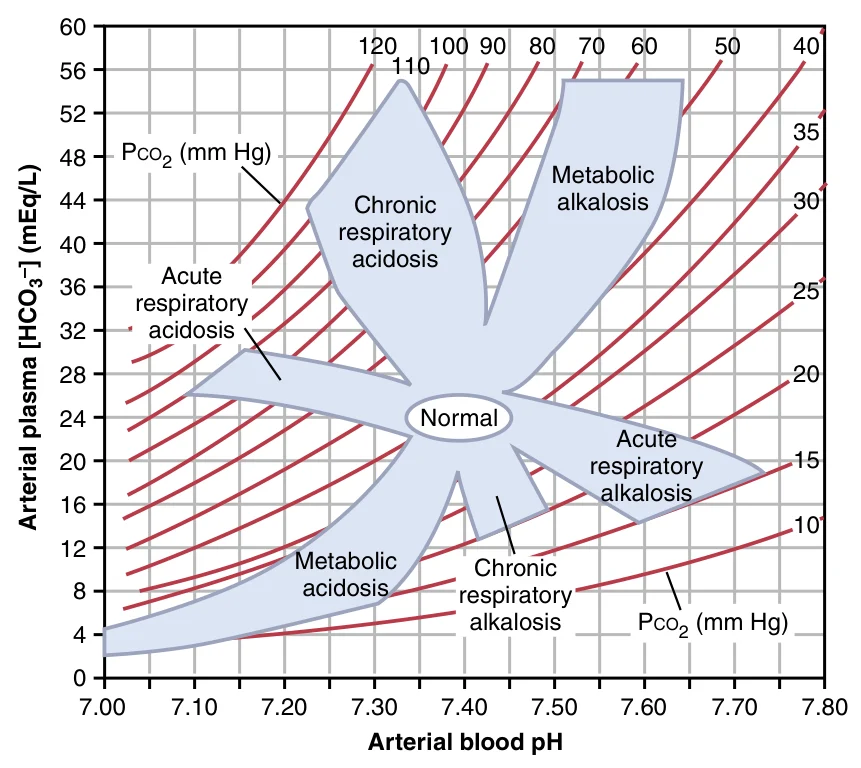 60
56
52
48
44
40
36
32
28
24
20
16
12
8
4
0
Arterial plasma [HCO₃⁻] (mEq/L)
120
110
100
90
80
70
60
50
40
35
30
25
20
15
10
PCO₂ (mm Hg)
Chronic
respiratory
acidosis
Metabolic
alkalosis
Acute
respiratory
acidosis
Normal
Acute
respiratory
alkalosis
Metabolic
acidosis
Chronic
respiratory
alkalosis
PCO₂ (mm Hg)
7.00
7.10
7.20
7.30
7.40
7.50
7.60
7.70
7.80
Arterial blood pH